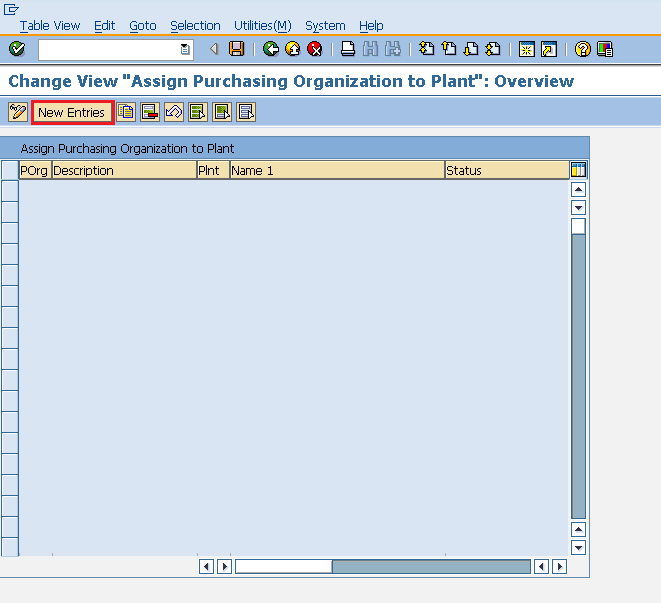 Table View Edit Goto Selection Utilities(M) System Help
Change View "Assign Purchasing Organization to Plant": Overview
New Entries
Assign Purchasing Organization to Plant
POrg Description Plnt Name 1 Status